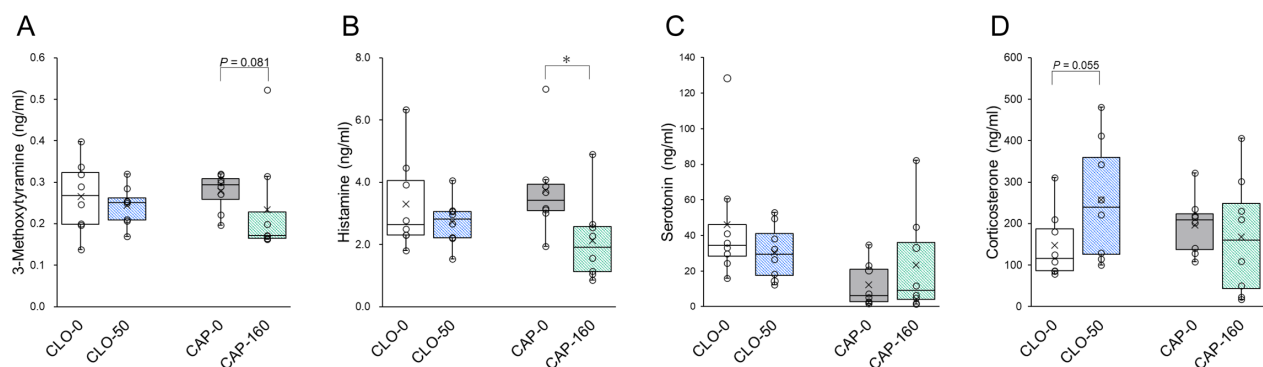 A
3-Methoxytyramine (ng/ml)
0.6
0.5
0.4
0.3
0.2
0.1
0.0
P = 0.081
CLO-0
CLO-50
CAP-0
CAP-160
B
Histamine (ng/ml)
8.0
6.0
4.0
2.0
0.0
*
CLO-0
CLO-50
CAP-0
CAP-160
C
Serotonin (ng/ml)
140
120
100
80
60
40
20
0
CLO-0
CLO-50
CAP-0
CAP-160
D
Corticosterone (ng/ml)
600
500
400
300
200
100
0
P = 0.055
CLO-0
CLO-50
CAP-0
CAP-160